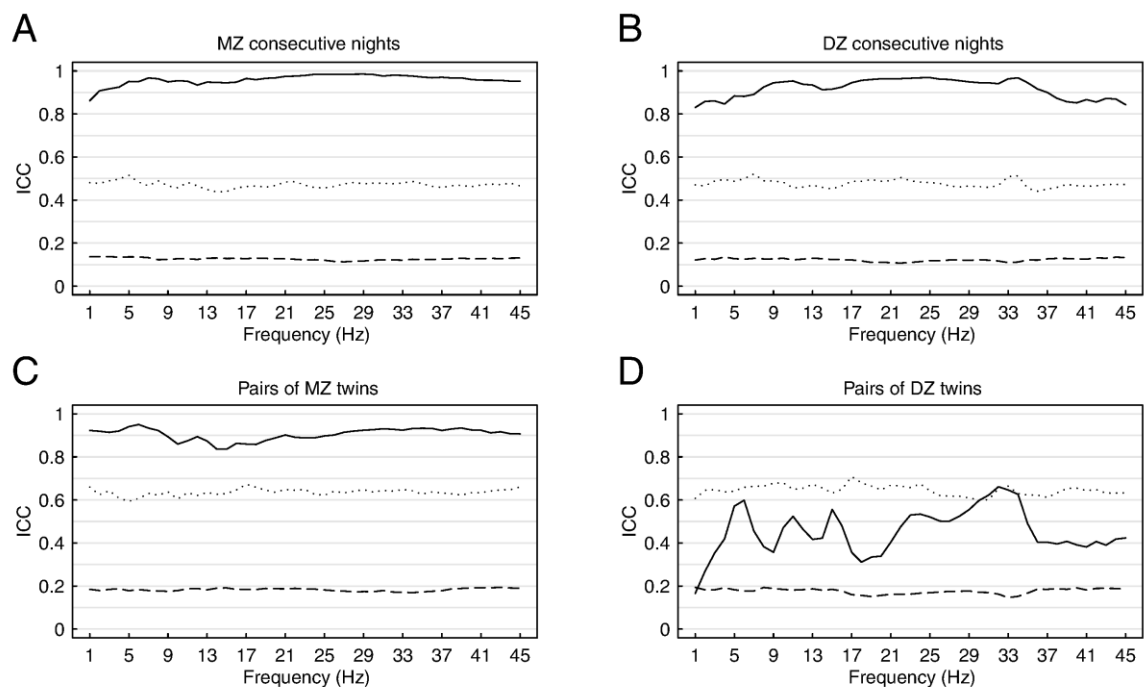 A
MZ consecutive nights
1
0.8
0.6
0.4
0.2
0
ICC
1 5 9 13 17 21 25 29 33 37 41 45
Frequency (Hz)
B
DZ consecutive nights
1
0.8
0.6
0.4
0.2
0
ICC
1 5 9 13 17 21 25 29 33 37 41 45
Frequency (Hz)
C
Pairs of MZ twins
1
0.8
0.6
0.4
0.2
0
ICC
1 5 9 13 17 21 25 29 33 37 41 45
Frequency (Hz)
D
Pairs of DZ twins
1
0.8
0.6
0.4
0.2
0
ICC
1 5 9 13 17 21 25 29 33 37 41 45
Frequency (Hz)